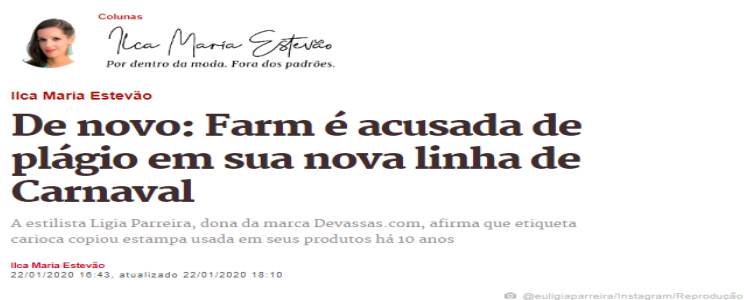 Colunas
Ilca Maria Estevão
Por dentro da moda. Fora dos padrões.
Ilca Maria Estevão
De novo: Farm é acusada de
plágio em sua nova linha de
Carnaval
A estilista Ligia Parreira, dona da marca Devassas.com, afirma que etiqueta
carioca copiou estampa usada em seus produtos há 10 anos
Ilca Maria Estevão
22/01/2020 16:43, atualizado 22/01/2020 18:10
@euligiaparreira/Instagram/Reprodução